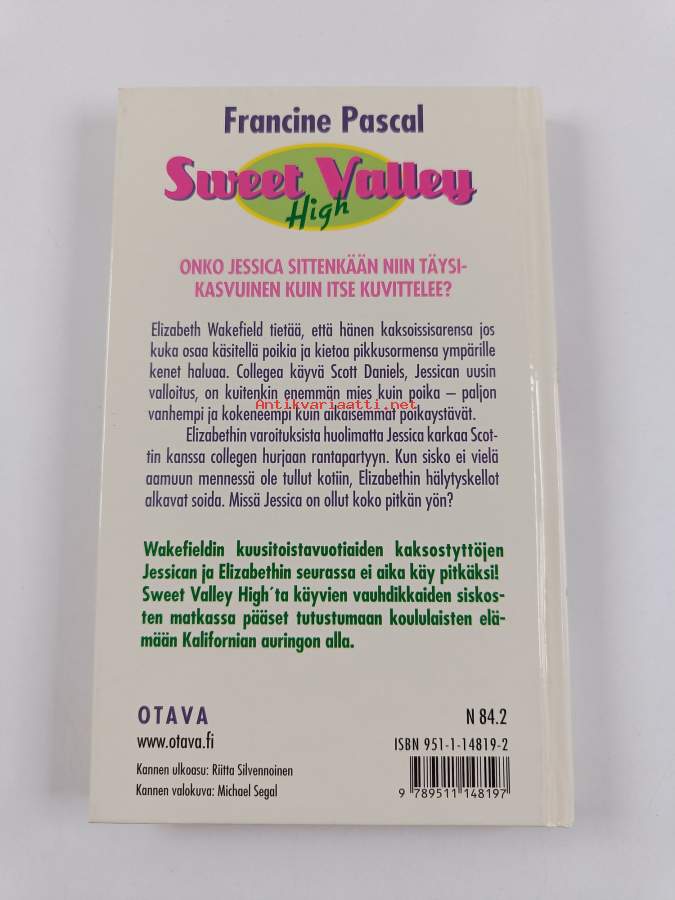 Francine Pascal
Sweet Valley
High
ONKO JESSICA SITTENKÄÄN NIIN TÄYSI-
KASVUINEN KUIN ITSE KUVITTELEE?
Elizabeth Wakefield tietää, että hänen kaksoissisarensa jos
kuka osaa käsitellä poikia ja kietoa pikkusormensa ympärille
kenet haluaa. Collegea käyvä Scott Daniels, Jessican uusin
valloitus, on kuitenkin enemmän mies kuin poika – paljon
vanhempi ja kokeneempi kuin aikaisemmat poikaystävät.
Antikvariaatti.net
Elizabethin varoituksista huolimatta Jessica karkaa Scot-
tin kanssa collegen hurjaan rantapartyyn. Kun sisko ei vielä
aamuun mennessä ole tullut kotiin, Elizabethin hälytyskellot
alkavat soida. Missä Jessica on ollut koko pitkän yön?
Wakefieldin kuusitoistavuotiaiden kaksostyttöjen
Jessican ja Elizabethin seurassa ei aika käy pitkäksi!
Sweet Valley High´ta käyvien vauhdikkaiden siskos-
ten matkassa pääset tutustumaan koululaisten elä-
mään Kalifornian auringon alla.
OTAVA
N 84.2
www.otava.fi
ISBN 951-1-14819-2
Kannen ulkoasu: Riitta Silvennoinen
Kannen valokuva: Michael Segal
9 789511 148197